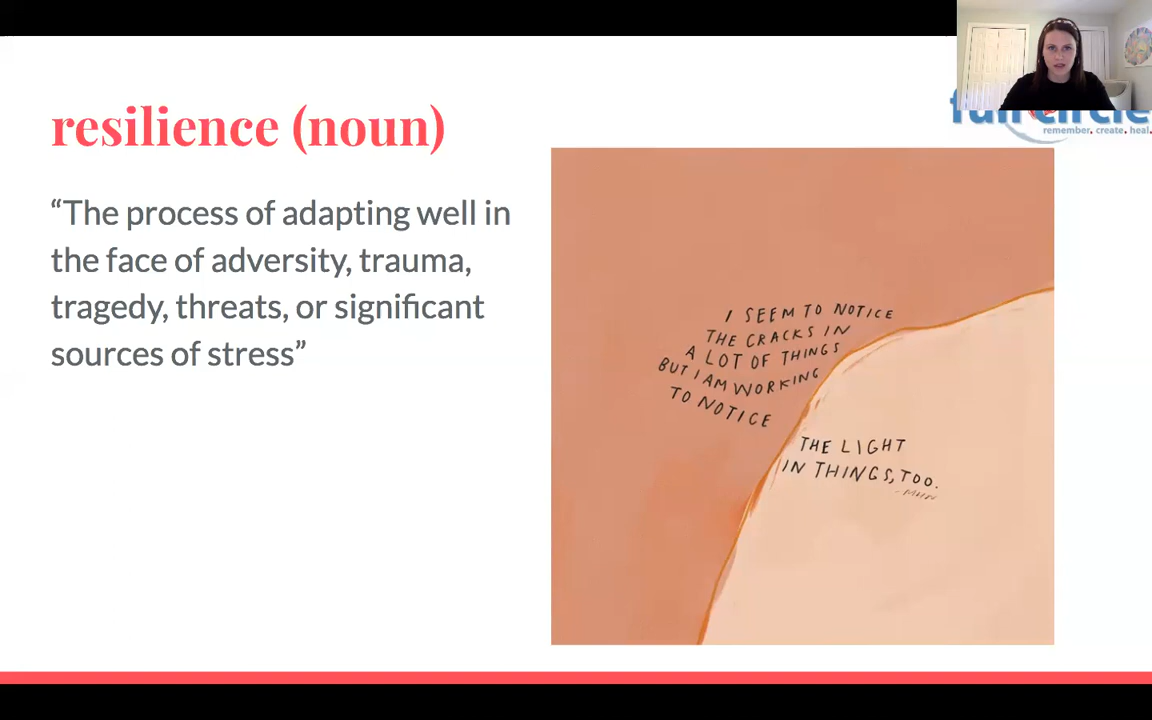 resilience (noun)
“The process of adapting well in
the face of adversity, trauma,
tragedy, threats, or significant
sources of stress”
full circle
remember. create. heal.
I SEEM TO NOTICE
THE CRACKS IN
A LOT OF THINGS
BUT I AM WORKING
TO NOTICE
THE LIGHT
IN THINGS, TOO.